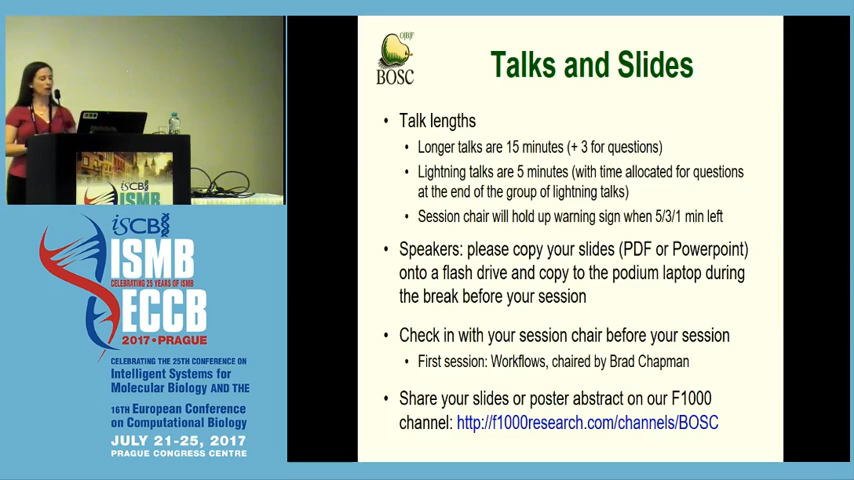 OBF
BOSC
Talks and Slides
• Talk lengths
• Longer talks are 15 minutes (+ 3 for questions)
• Lightning talks are 5 minutes (with time allocated for questions
at the end of the group of lightning talks)
• Session chair will hold up warning sign when 5/3/1 min left
• Speakers: please copy your slides (PDF or Powerpoint)
onto a flash drive and copy to the podium laptop during
the break before your session
• Check in with your session chair before your session
• First session: Workflows, chaired by Brad Chapman
• Share your slides or poster abstract on our F1000
channel: http://f1000research.com/channels/BOSC
iSCB
ISMB
iSCB
ISMB
CELEBRATING 25 YEARS OF ISMB
ECCB
2017 • PRAGUE
CELEBRATING THE 25TH CONFERENCE ON
Intelligent Systems for
Molecular Biology AND THE
16TH European Conference
on Computational Biology
JULY 21-25, 2017
PRAGUE CONGRESS CENTRE